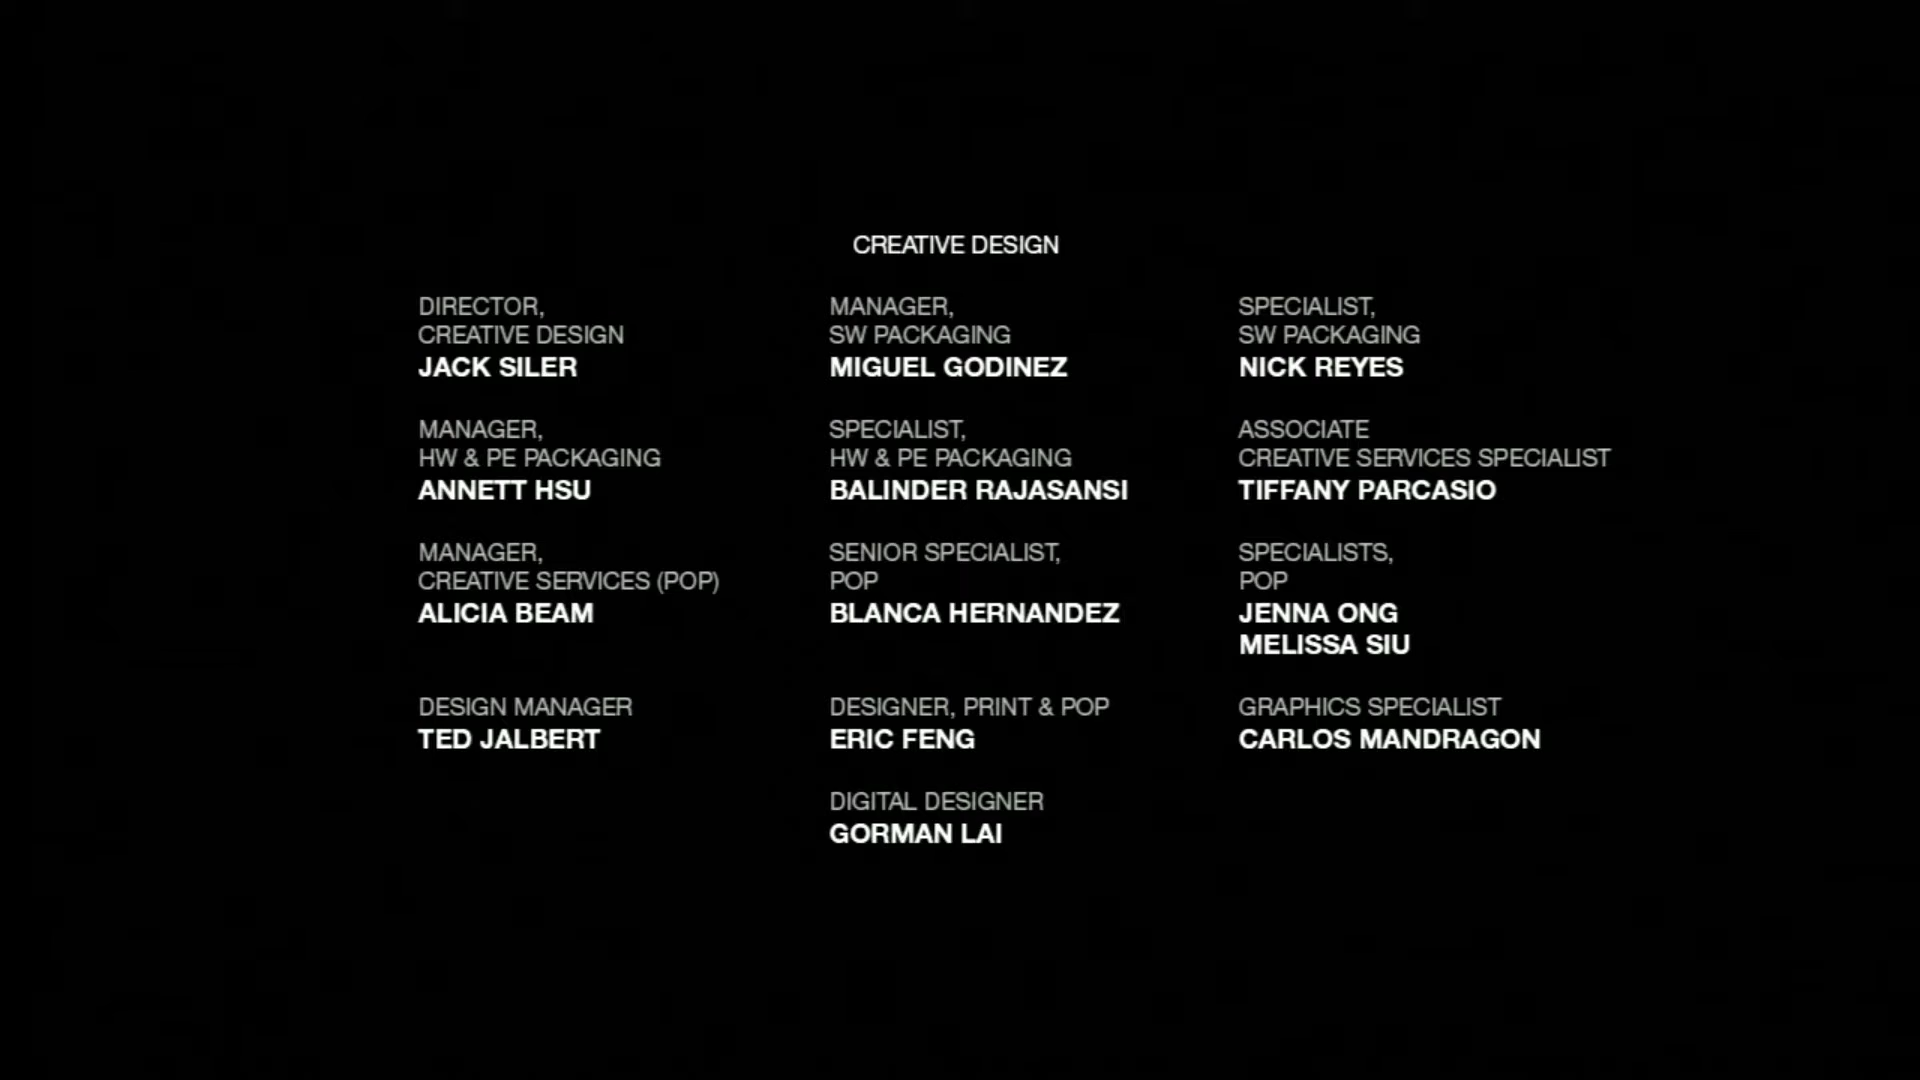 CREATIVE DESIGN
DIRECTOR,
CREATIVE DESIGN
JACK SILER
MANAGER,
SW PACKAGING
MIGUEL GODINEZ
SPECIALIST,
SW PACKAGING
NICK REYES
MANAGER,
HW & PE PACKAGING
ANNETT HSU
SPECIALIST,
HW & PE PACKAGING
BALINDER RAJASANSI
ASSOCIATE
CREATIVE SERVICES SPECIALIST
TIFFANY PARCASIO
MANAGER,
CREATIVE SERVICES (POP)
ALICIA BEAM
SENIOR SPECIALIST,
POP
BLANCA HERNANDEZ
SPECIALISTS,
POP
JENNA ONG
MELISSA SIU
DESIGN MANAGER
TED JALBERT
DESIGNER, PRINT & POP
ERIC FENG
GRAPHICS SPECIALIST
CARLOS MANDRAGON
DIGITAL DESIGNER
GORMAN LAI